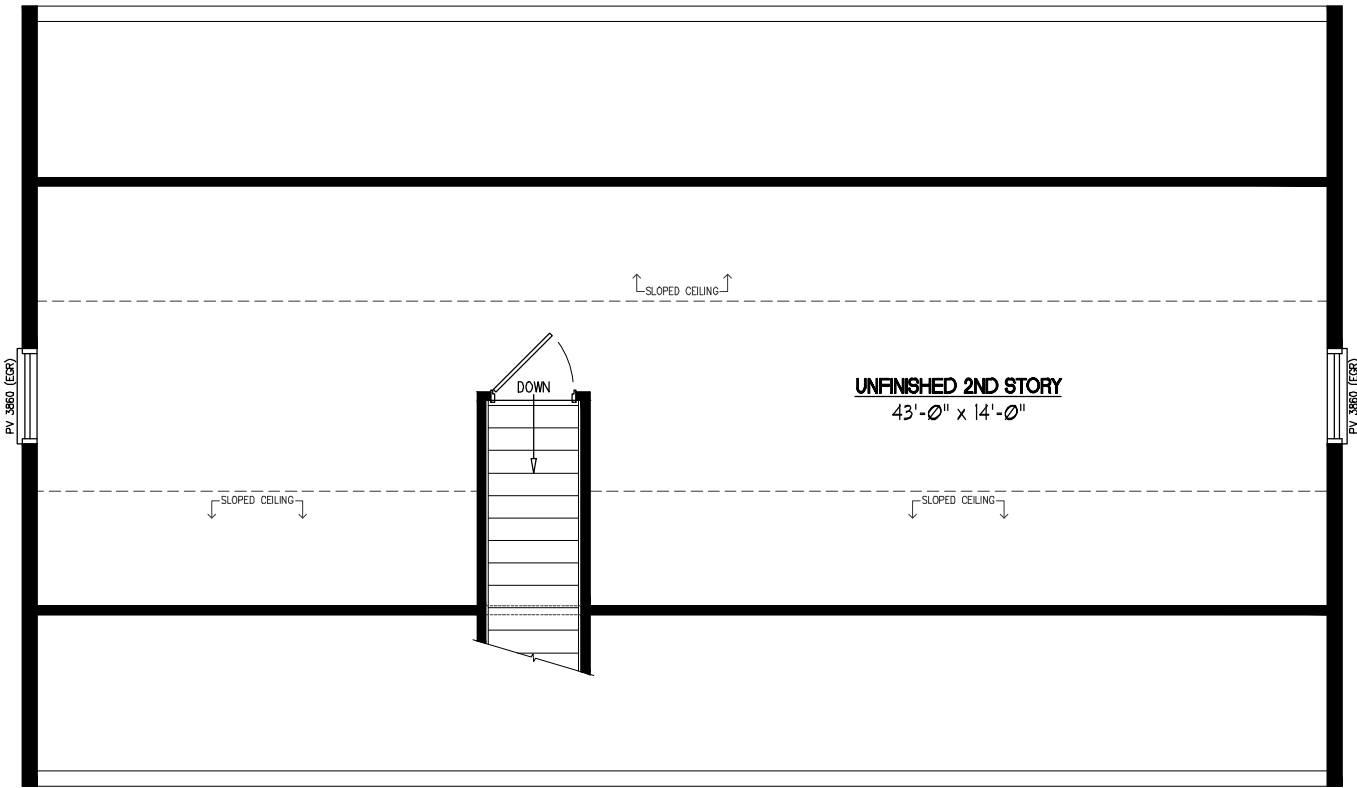 SLOPED CEILING
PV 3860 (EGR)
DOWN
UNFINISHED 2ND STORY
43'-0" x 14'-0"
PV 3860 (EGR)
SLOPED CEILING
SLOPED CEILING